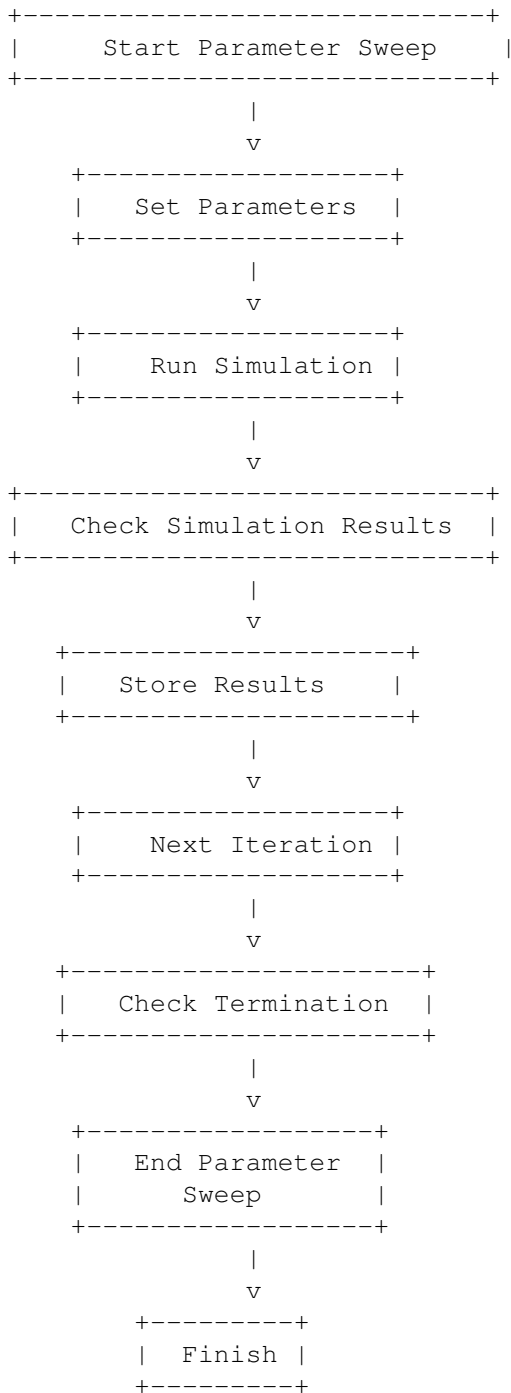 Start Parameter Sweep
v
Set Parameters
v
Run Simulation
v
Check Simulation Results
v
Store Results
v
Next Iteration
v
Check Termination
v
End Parameter
Sweep
v
Finish